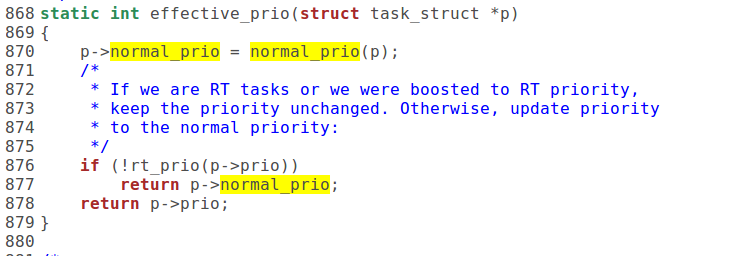 868 static int effective_prio(struct task_struct *p)
869 {
870     p->normal_prio = normal_prio(p);
871     /*
872      * If we are RT tasks or we were boosted to RT priority,
873      * keep the priority unchanged. Otherwise, update priority
874      * to the normal priority:
875      */
876     if (!rt_prio(p->prio))
877         return p->normal_prio;
878     return p->prio;
879 }
880